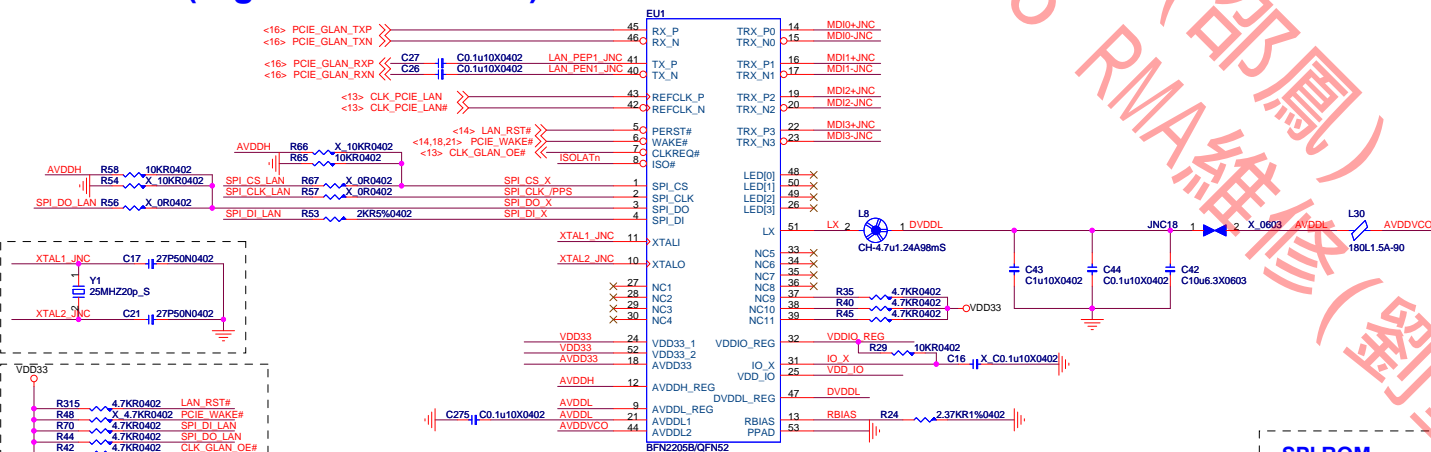 EU1
<16> PCIE_GLAN_TXP
<16> PCIE_GLAN_TXN
45 RX_P
46 RX_N
TRX_P0 14 MDI0+JNC
TRX_N0 15 MDI0-JNC
<16> PCIE_GLAN_RXP C27 C0.1u10X0402 LAN_PEP1_JNC 41 TX_P
<16> PCIE_GLAN_RXN C26 C0.1u10X0402 LAN_PEN1_JNC 40 TX_N
TRX_P1 16 MDI1+JNC
TRX_N1 17 MDI1-JNC
<13> CLK_PCIE_LAN 43 REFCLK_P
<13> CLK_PCIE_LAN# 42 REFCLK_N
TRX_P2 19 MDI2+JNC
TRX_N2 20 MDI2-JNC
<14> LAN_RST# 5 PERST#
<14,18,21> PCIE_WAKE# 6 WAKE#
<13> CLK_GLAN_OE# 7 CLKREQ#
ISOLATn 8 ISO#
TRX_P3 22 MDI3+JNC
TRX_N3 23 MDI3-JNC
AVDDH R66 X_10KR0402
R65 10KR0402
AVDDH R58 10KR0402
R54 X_10KR0402
SPI_CS_LAN R67 X_0R0402 SPI_CS_X 1 SPI_CS
SPI_CLK_LAN R57 X_0R0402 SPI_CLK_/PPS 2 SPI_CLK
SPI_DO_LAN R56 X_0R0402 SPI_DO_X 3 SPI_DO
SPI_DI_LAN R53 2KR5%0402 SPI_DI_X 4 SPI_DI
LED[0] 48
LED[1] 50
LED[2] 49
LED[3] 26
LX 51 LX 2 L8 1 DVDDL
CH-4.7u1.24A98mS
JNC18 1 2 X_0603 AVDDL L30 AVDDVCO
180L1.5A-90
C43
C1u10X0402
C44
C0.1u10X0402
C42
C10u6.3X0603
XTAL1_JNC 11 XTALI
XTAL2_JNC 10 XTALO
XTAL1_JNC C17 27P50N0402
1 Y1
25MHZ20p_S
2
XTAL2_JNC C21 27P50N0402
27 NC1
28 NC2
29 NC3
30 NC4
NC5 33
NC6 34
NC7 35
NC8 36
NC9 37 R35 4.7KR0402
NC10 38 R40 4.7KR0402 VDD33
NC11 39 R45 4.7KR0402
VDD33 24 VDD33_1
VDD33 52 VDD33_2
AVDD33 18 AVDD33
AVDDH 12 AVDDH_REG
AVDDL 9 AVDDL_REG
C275 C0.1u10X0402 AVDDL 21 AVDDL1
AVDDVCO 44 AVDDL2
VDDIO_REG 32 VDDIO_REG
R29 10KR0402
IO_X 31 IO_X C16 X_C0.1u10X0402
VDD_IO 25 VDD_IO
DVDDL_REG 47 DVDDL
RBIAS 13 RBIAS R24 2.37KR1%0402
PPAD 53
BFN2205B/QFN52
VDD33
R315 4.7KR0402 LAN_RST#
R48 X_4.7KR0402 PCIE_WAKE#
R70 4.7KR0402 SPI_DI_LAN
R44 4.7KR0402 SPI_DO_LAN
R42 4.7KR0402 CLK_GLAN_OE#
SPI ROM
(邵鳳)
RMA維修(劉